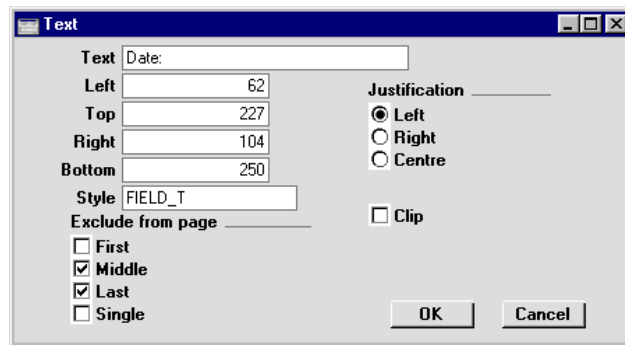 Text
Text Date:
Left 62
Top 227
Right 104
Bottom 250
Style FIELD_T
Exclude from page
First
Middle
Last
Single
Justification
Left
Right
Centre
Clip
OK Cancel